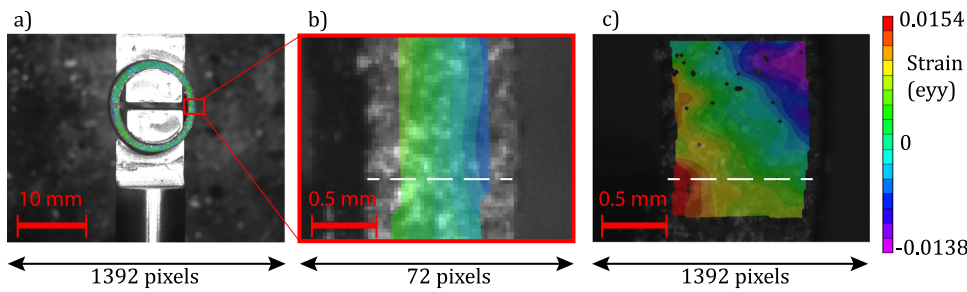 a)
b)
c)
10 mm
0.5 mm
0.5 mm
1392 pixels
72 pixels
1392 pixels
0.0154
Strain
(eyy)
0
-0.0138